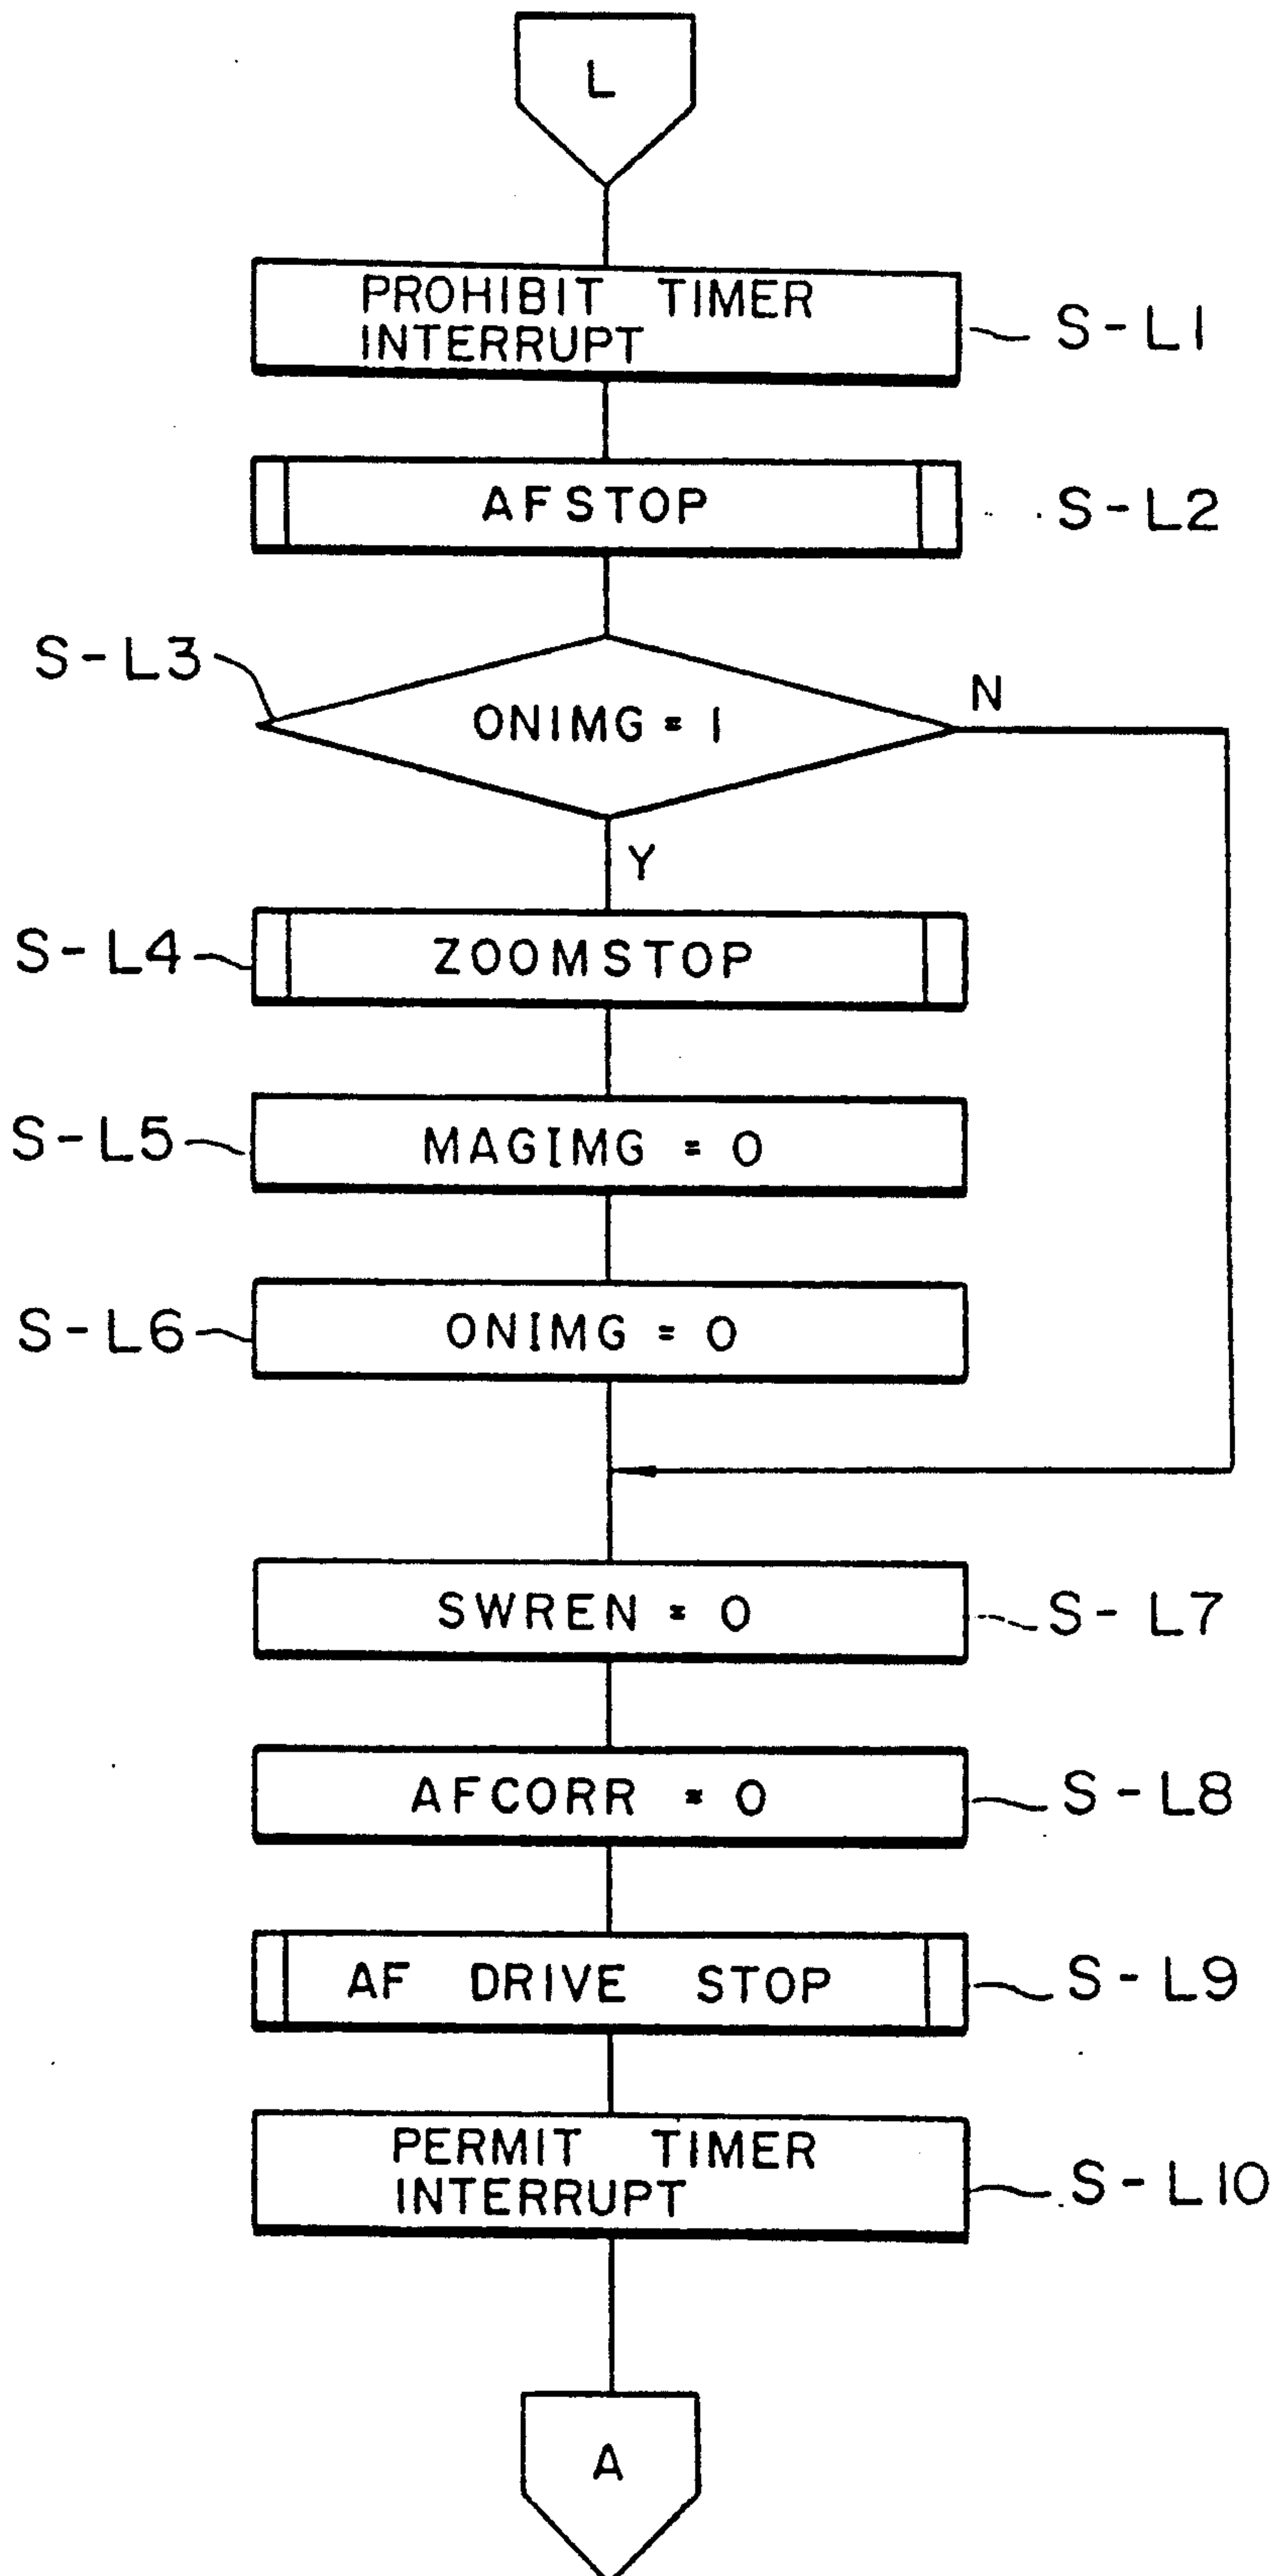 L
PROHIBIT TIMER
INTERRUPT
S-L1
AFSTOP
S-L2
S-L3
ONIMG = 1
N
Y
S-L4
ZOOMSTOP
S-L5
MAGIMG = 0
S-L6
ONIMG = 0
SWREN = 0
S-L7
AFCORR = 0
S-L8
AF DRIVE STOP
S-L9
PERMIT TIMER
INTERRUPT
S-L10
A